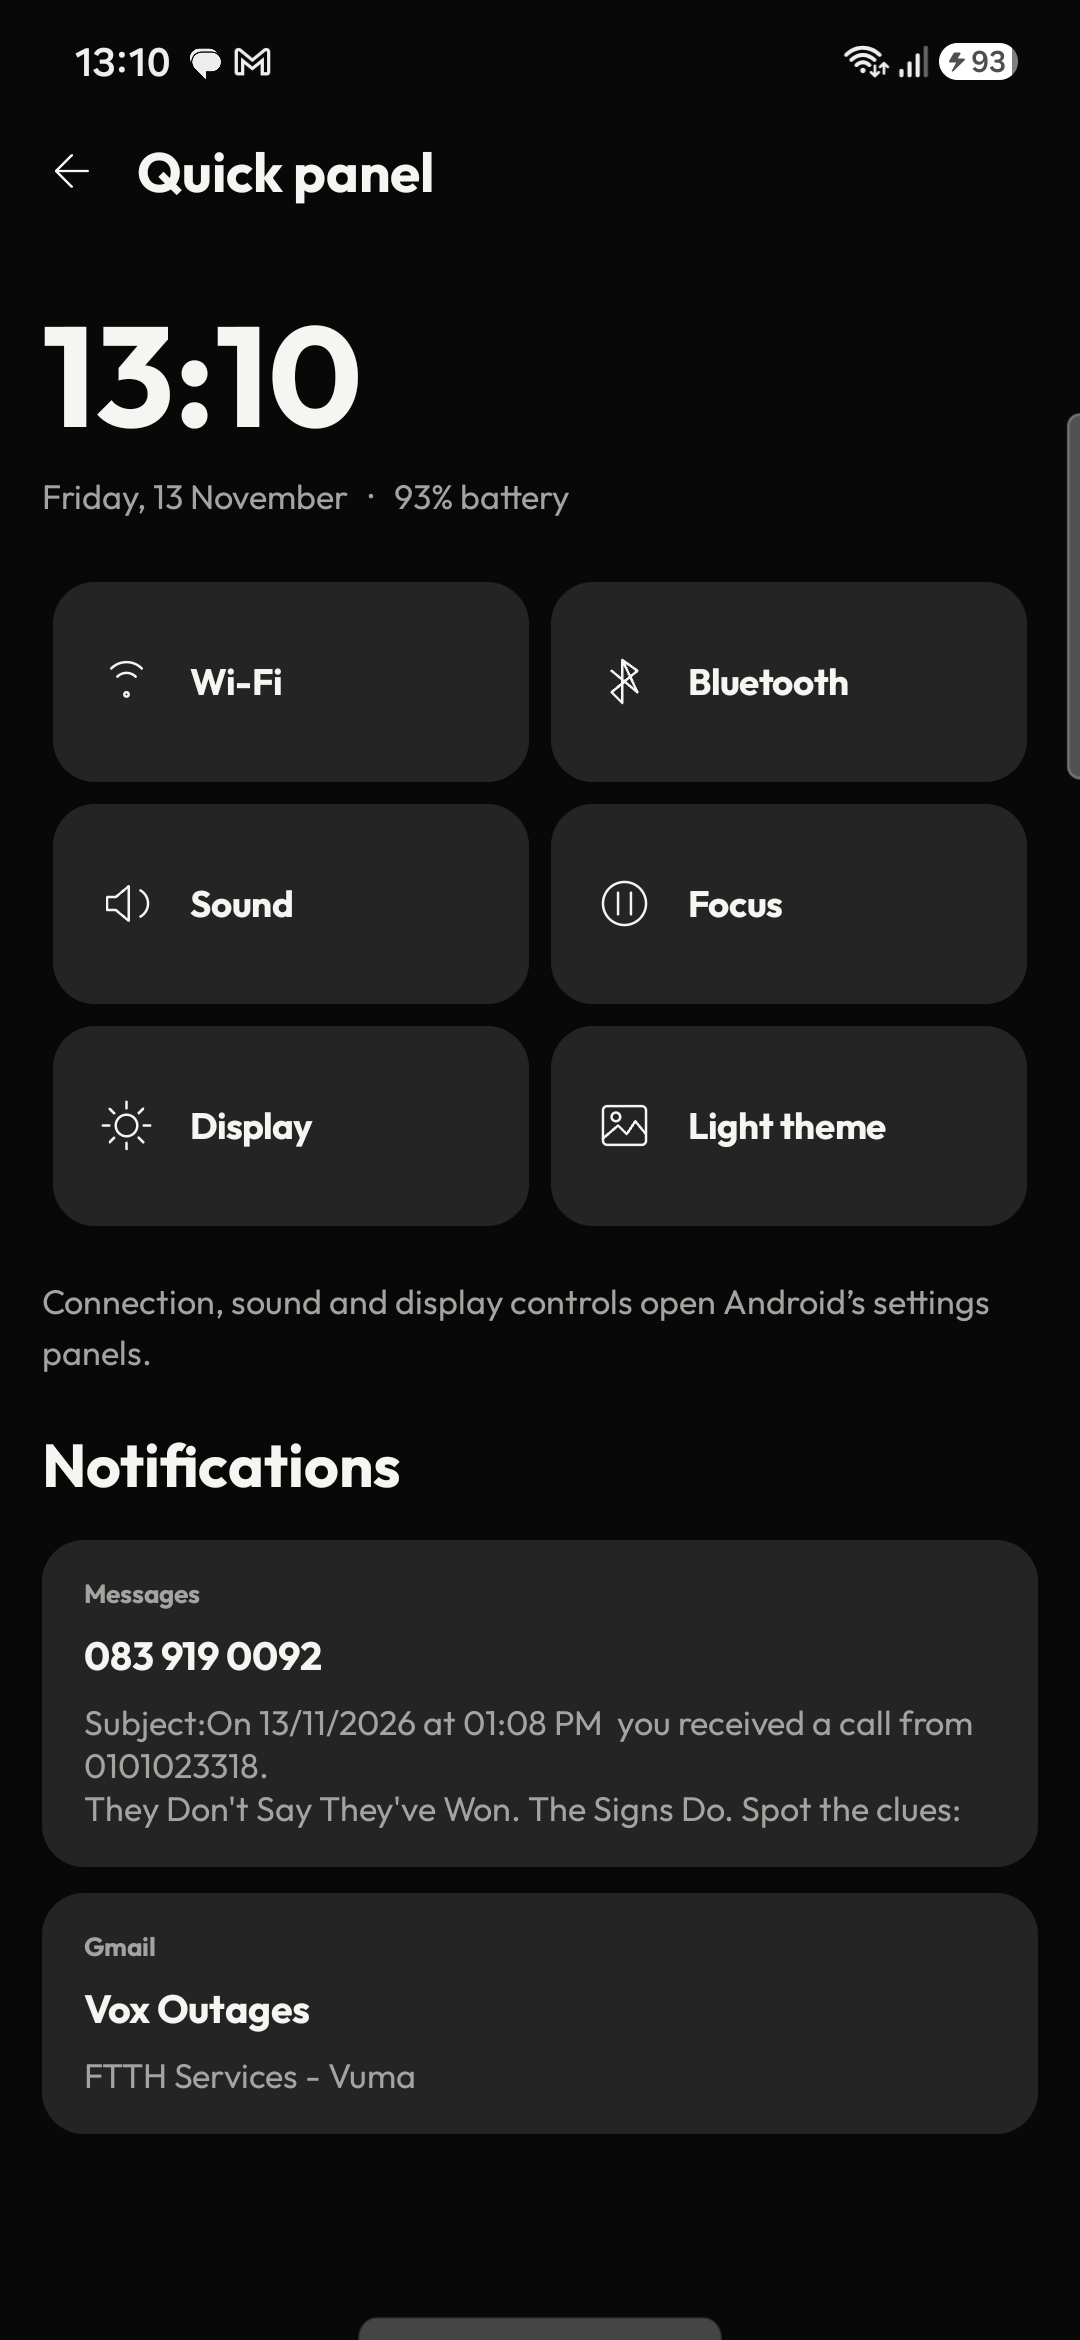 13:10
93
Quick panel
13:10
Friday, 13 November · 93% battery
Wi-Fi
Bluetooth
Sound
Focus
Display
Light theme
Connection, sound and display controls open Android’s settings
panels.
Notifications
Messages
083 919 0092
Subject:On 13/11/2026 at 01:08 PM  you received a call from
0101023318.
They Don't Say They've Won. The Signs Do. Spot the clues:
Gmail
Vox Outages
FTTH Services - Vuma